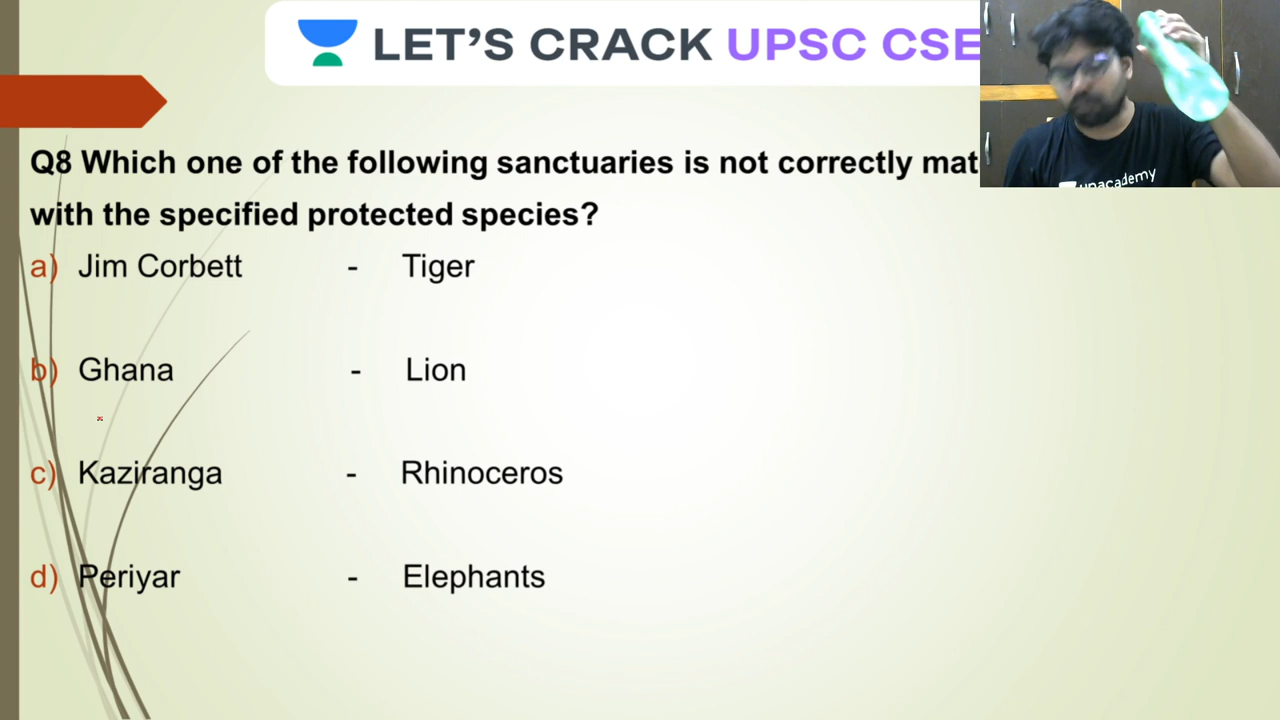 LET'S CRACK UPSC CSE
Q8 Which one of the following sanctuaries is not correctly
with the specified protected species?
a) Jim Corbett - Tiger
b) Ghana - Lion
c) Kaziranga - Rhinoceros
d) Periyar - Elephants
unacademy